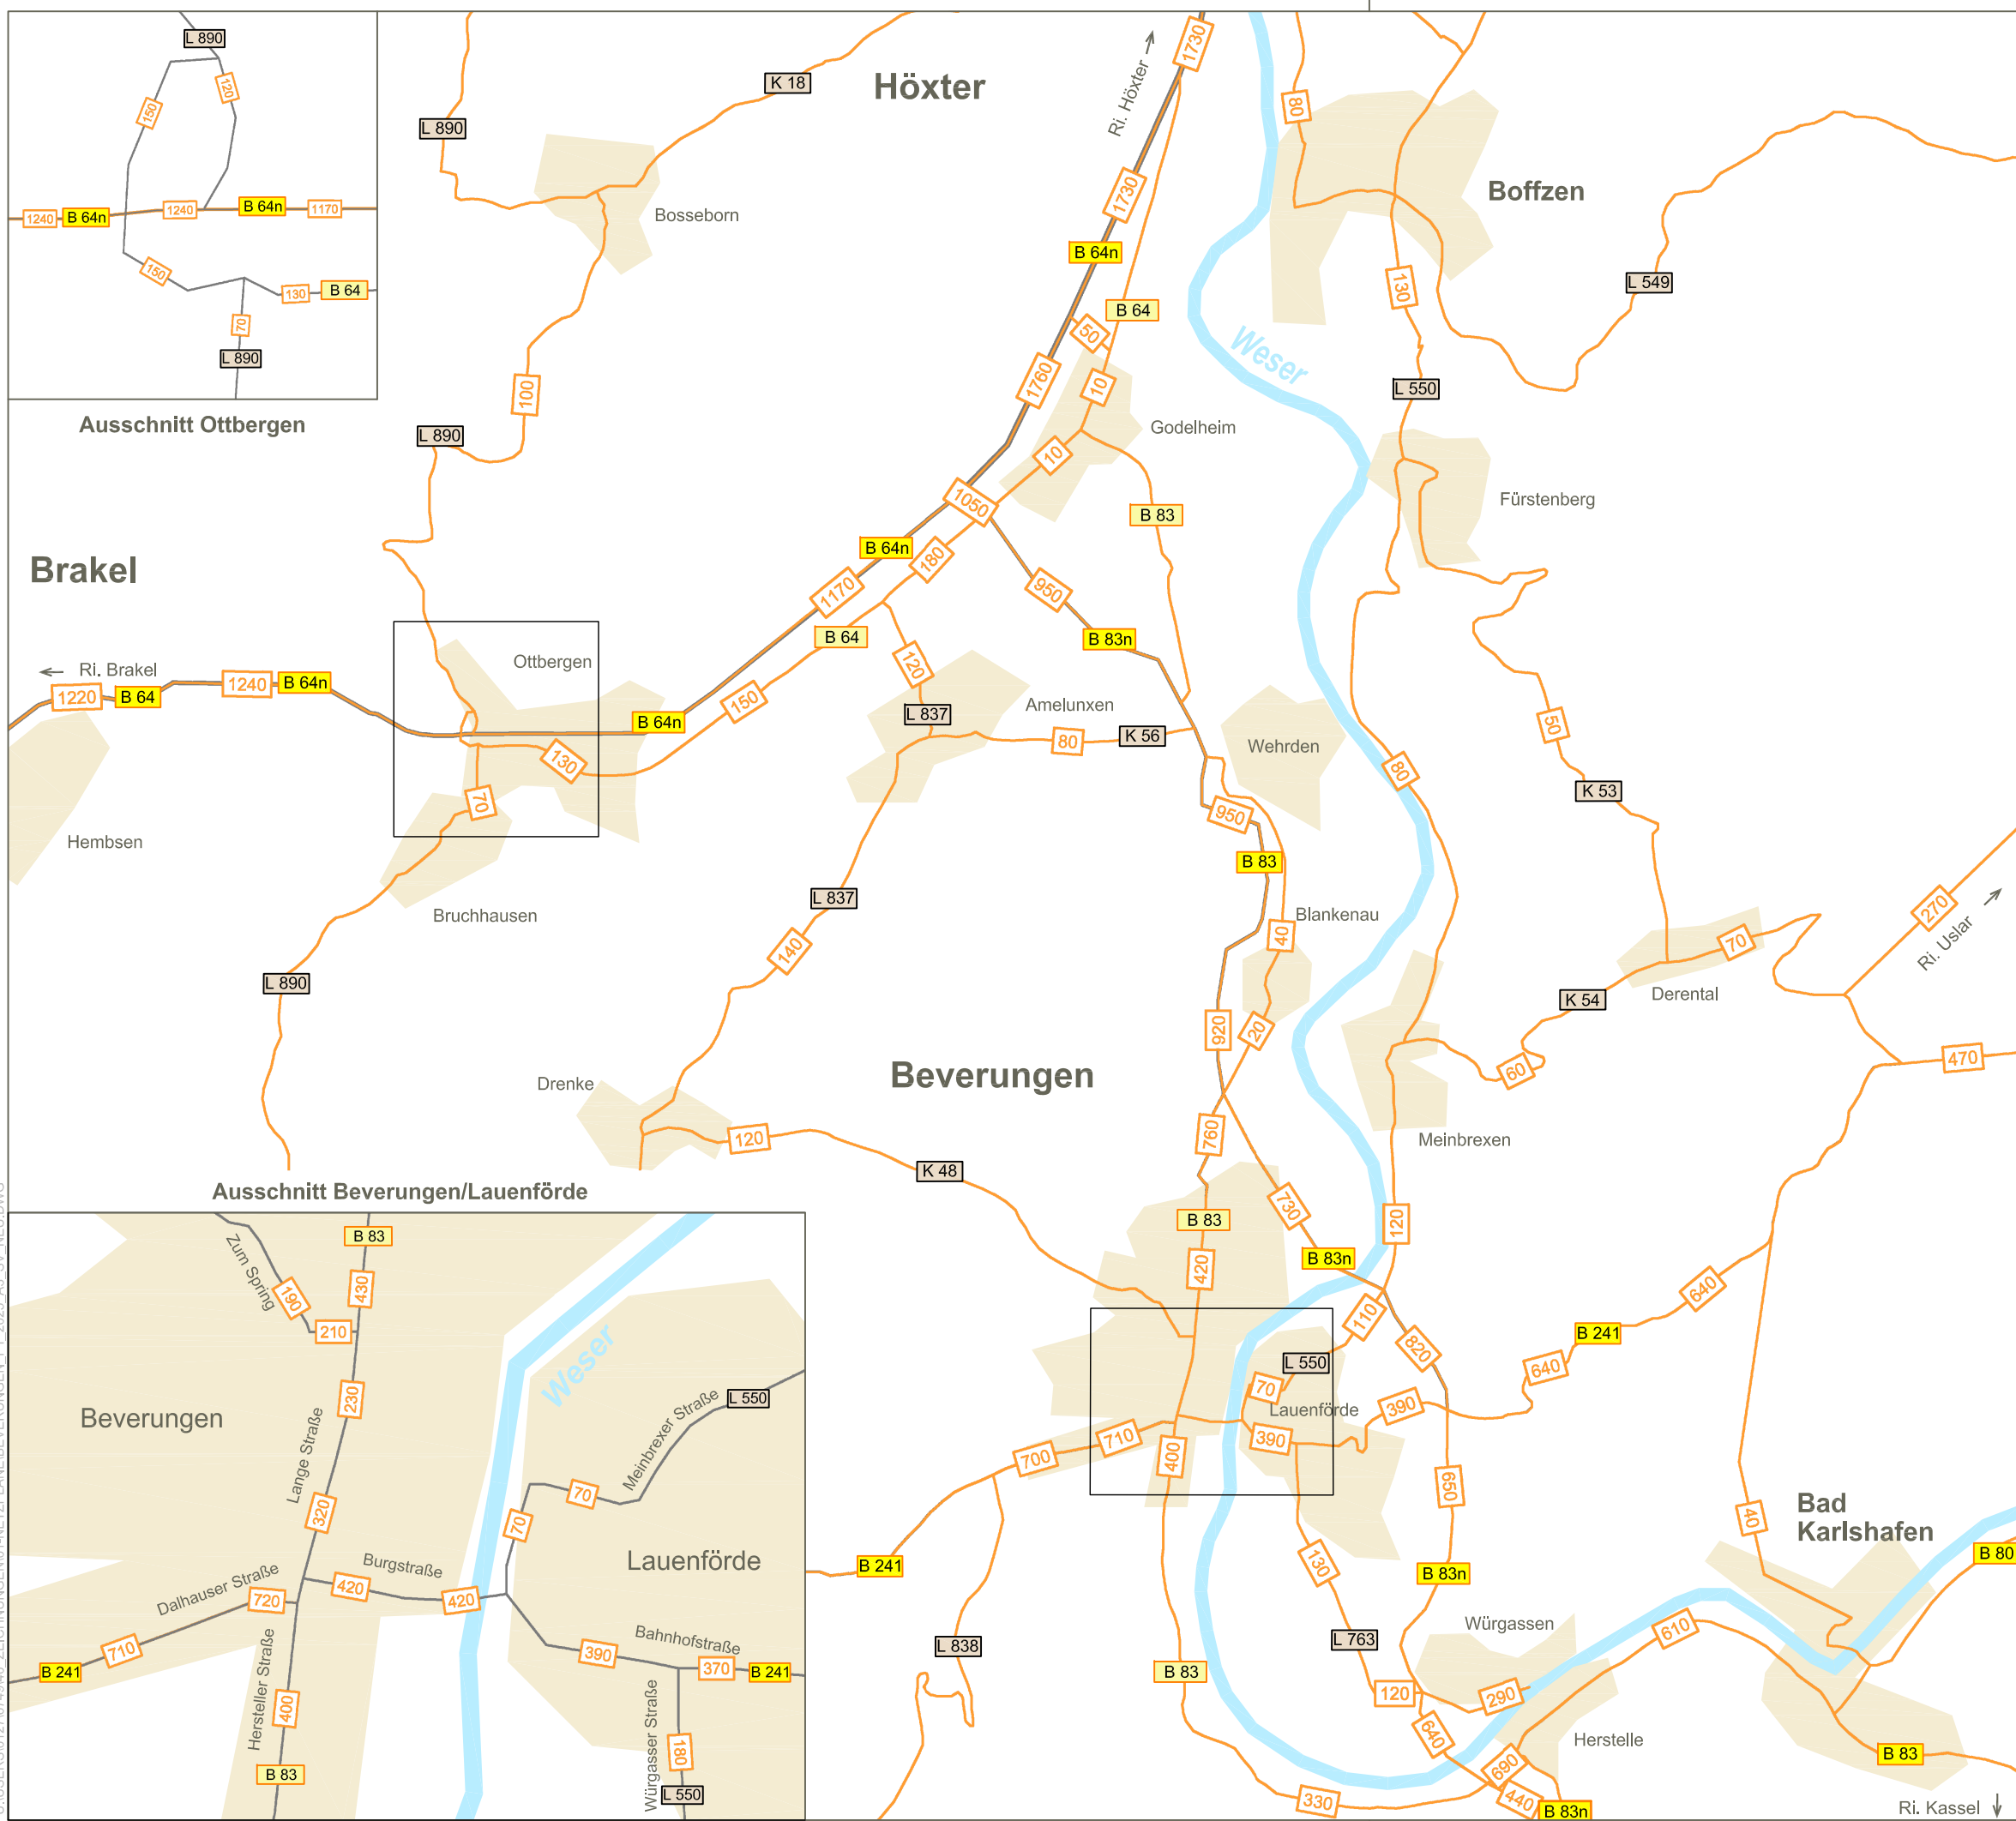 L 890
120
150
1240
B 64n
1240
B 64n
1170
150
130
B 64
70
L 890
Ausschnitt Ottbergen
K 18
L 890
Höxter
Ri. Höxter
1730
80
Boffzen
Bosseborn
1730
B 64n
B 64
130
L 549
50
Weser
1760
10
100
L 550
L 890
Godelheim
10
1050
Fürstenberg
B 83
Brakel
B 64n
180
1170
950
B 64
B 83n
Ri. Brakel
1220
B 64
1240
B 64n
Ottbergen
120
150
B 64n
L 837
Amelunxen
80
K 56
Wehrden
50
130
80
K 53
70
Hembsen
950
B 83
L 837
Bruchhausen
Blankenau
270
Ri. Uslar
140
40
70
L 890
Derental
K 54
920
20
60
470
Beverungen
Drenke
120
760
Meinbrexen
K 48
Ausschnitt Beverungen/Lauenförde
730
B 83
120
B 83n
420
640
110
B 241
820
L 550
640
70
Lauenförde
390
390
710
700
400
650
Bad
Karlshafen
40
B 80
B 241
130
B 83n
Würgassen
610
L 838
L 763
B 83
120
290
640
Herstelle
B 83
690
330
440
B 83n
Ri. Kassel
B 83
Zum Spring
190
430
210
Weser
230
Beverungen
Lange Straße
Meinbrexer Straße
L 550
70
320
70
Lauenförde
Burgstraße
Dalhauser Straße
720
420
420
710
Bahnhofstraße
390
B 241
370
B 241
Hersteller Straße
400
Würgasser Straße
180
B 83
L 550